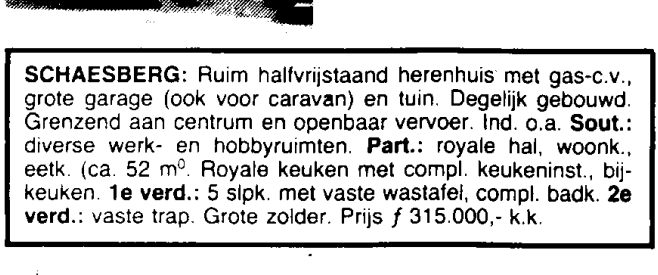 SCHAESBERG: Ruim halfvrijstaand herenhuis met gas-c.v.,
grote garage (ook voor caravan) en tuin. Degelijk gebouwd.
Grenzend aan centrum en openbaar vervoer. Ind. o.a. Sout.:
diverse werk- en hobbyruimten. Part.: royale hal, woonk.,
eetk. (ca. 52 m⁰. Royale keuken met compl. keukeninst., bij-
keuken. 1e verd.: 5 slpk. met vaste wastafel, compl. badk. 2e
verd.: vaste trap. Grote zolder. Prijs ƒ 315.000,- k.k.